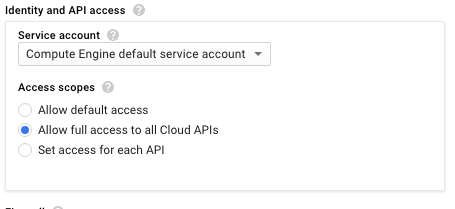 Identity and API access
Service account
Compute Engine default service account
Access scopes
Allow default access
Allow full access to all Cloud APIs
Set access for each API